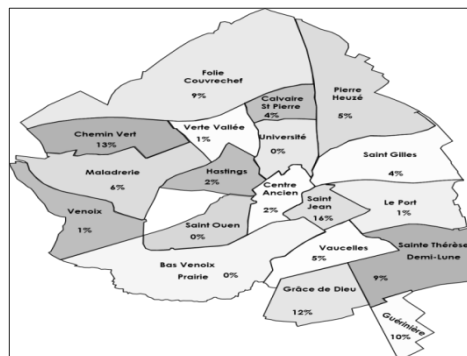 Folie
Couvrechef
9%
Pierre
Heuzé
5%
Calvaire
St Pierre
4%
Chemin Vert
13%
Verte Vallée
1%
Université
0%
Saint Gilles
4%
Maladrerie
6%
Hastings
2%
Centre
Ancien
2%
Saint
Jean
16%
Le Port
1%
Venoix
1%
Saint Ouen
0%
Vaucelles
5%
Sainte Thérèse
Demi-Lune
9%
Bas Venoix
Prairie
0%
Grâce de Dieu
12%
Guérinière
10%